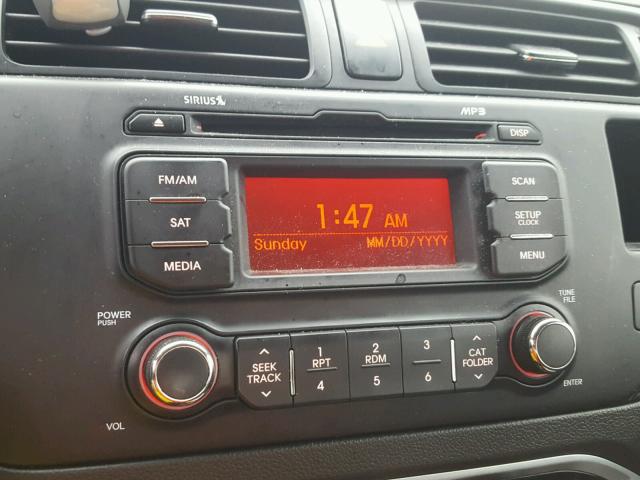 SIRIUS
MP3
DISP
FM/AM
SAT
MEDIA
1:47 AM
Sunday MM/DD/YYYY
SCAN
SETUP
CLOCK
MENU
POWER
PUSH
VOL
SEEK
TRACK
1
RPT
4
2
RDM
5
3
6
CAT
FOLDER
TUNE
FILE
ENTER